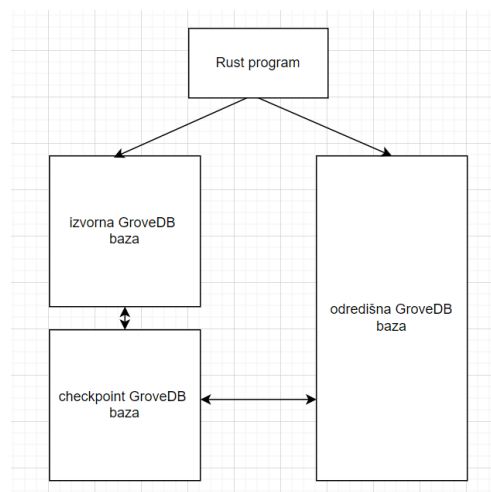 Rust program
izvorna GroveDB
baza
odredišna GroveDB
baza
checkpoint GroveDB
baza